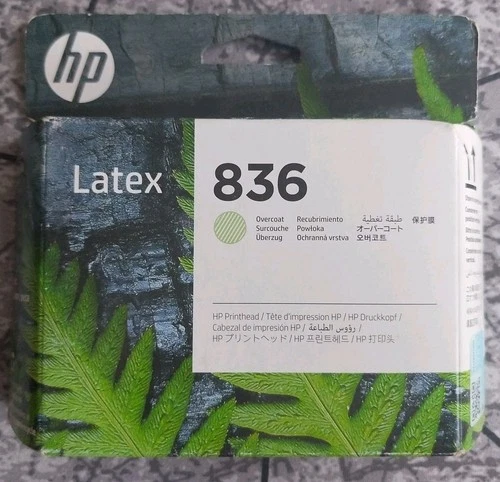 hp
Latex
836
Overcoat Recubrimiento طبقة تغطية 保护膜
Surcouche Powłoka オーバーコート
Überzug Ochranná vrstva 오버코트
HP Printhead / Tête d'impression HP / HP Druckkopf /
Cabezal de impresión HP / رؤوس الطباعة /
HP プリントヘッド / HP 프린트헤드 / HP 打印头